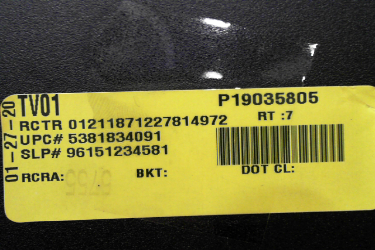 01-27-20
TV01
P19035805
RCTR 01211871227814972
RT :7
UPC# 5381834091
SLP# 96151234581
RCRA:
BKT:
DOT CL: